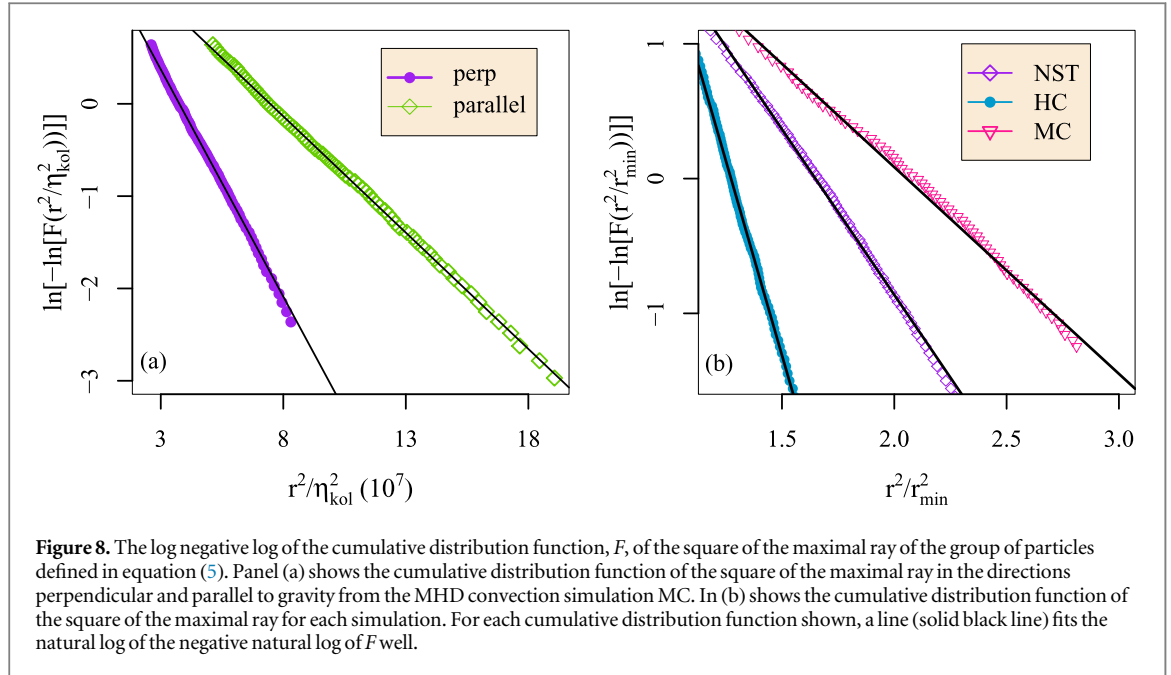 perp
parallel
ln[−ln[F(r²/η²kol))]]
0
−1
−2
−3
(a)
3 8 13 18
r²/η²kol (10⁷)
NST
HC
MC
ln[−ln[F(r²/r²min))]]
1
0
−1
(b)
1.5 2.0 2.5 3.0
r²/r²min
Figure 8. The log negative log of the cumulative distribution function, F, of the square of the maximal ray of the group of particles
defined in equation (5). Panel (a) shows the cumulative distribution function of the square of the maximal ray in the directions
perpendicular and parallel to gravity from the MHD convection simulation MC. In (b) shows the cumulative distribution function of
the square of the maximal ray for each simulation. For each cumulative distribution function shown, a line (solid black line) fits the
natural log of the negative natural log of F well.